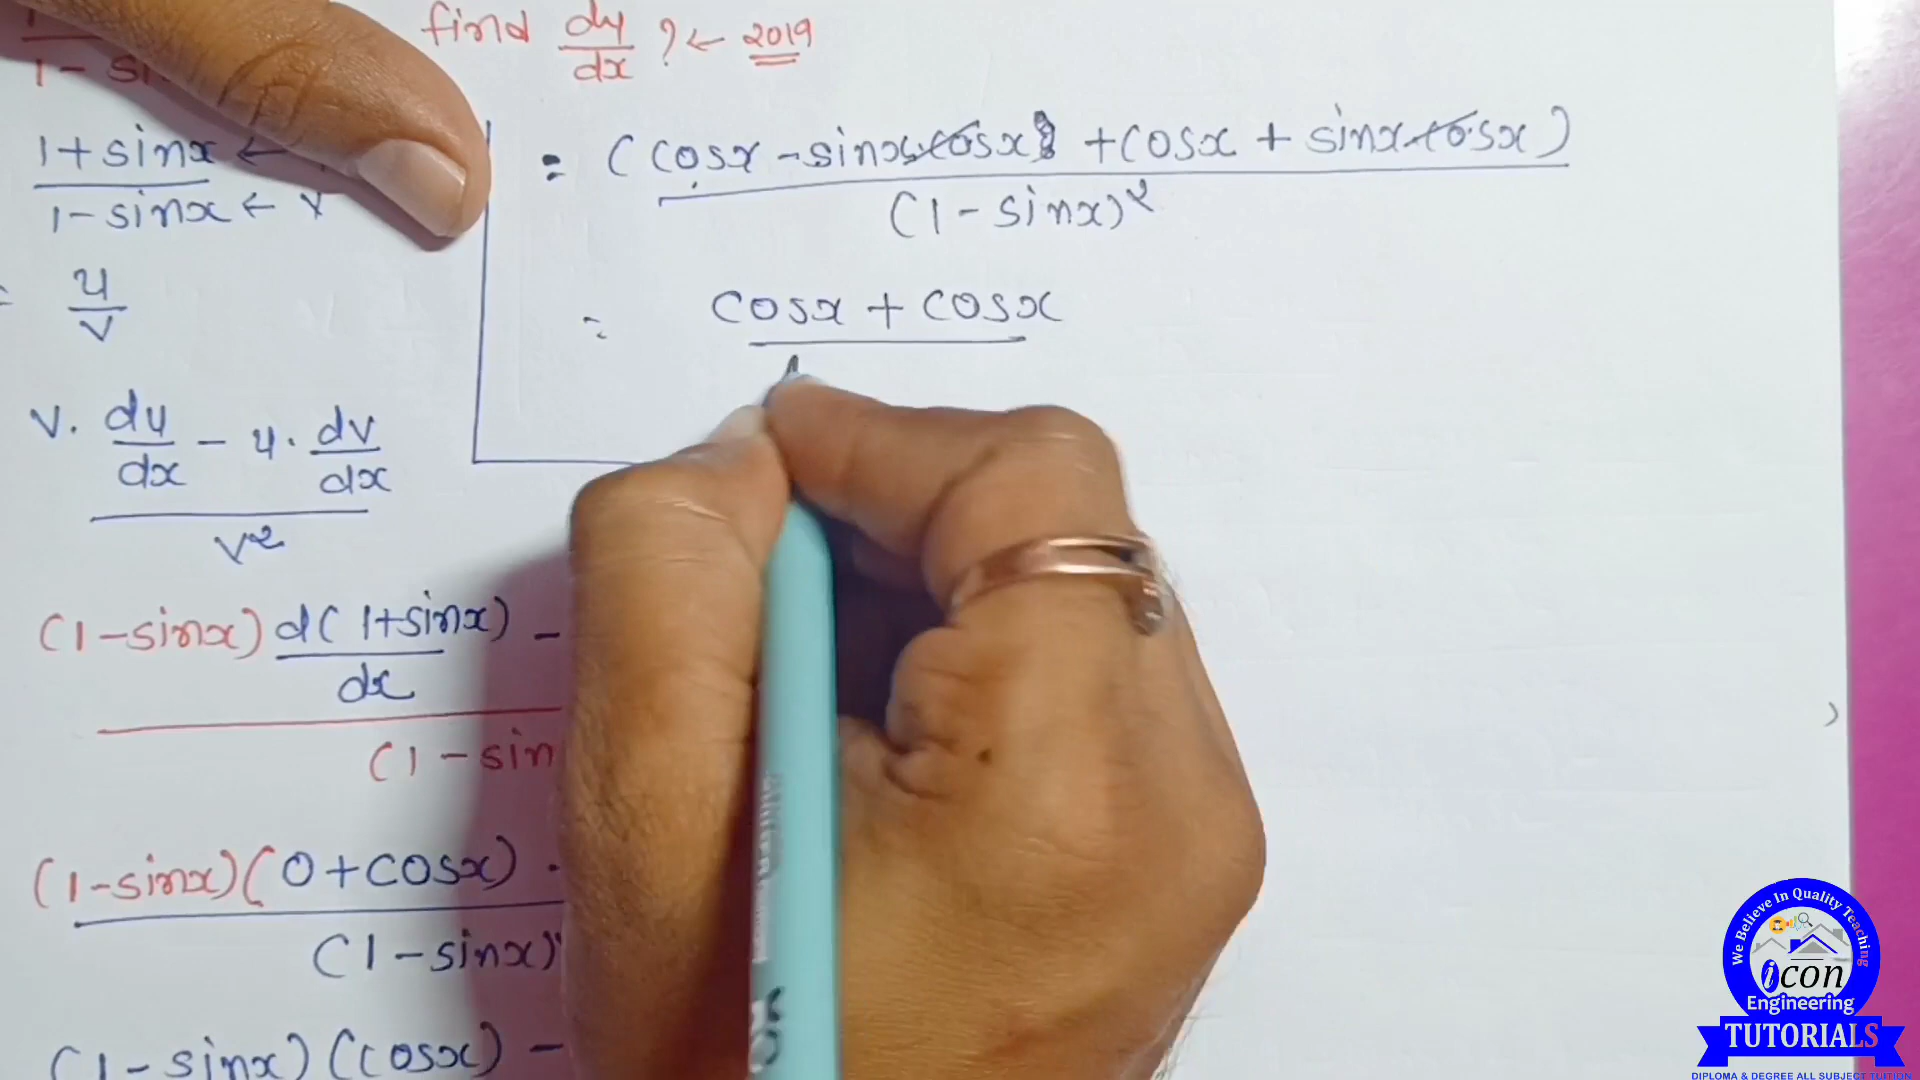 find dy/dx ? ← 2019
1 - sin
1+sinx ←
1-sinx ← v
= u/v
v. du/dx - u. dv/dx
v²
(1-sinx) d(1+sinx) -
dx
(1-sin
(1-sinx)(0+cosx) -
(1-sinx)
(1-sinx)(cosx) -
= (cosx - sinx.cosx + cosx + sinx.cosx)
(1-sinx)²
= cosx + cosx
We Believe In Quality Teaching
icon
Engineering
TUTORIALS
DIPLOMA & DEGREE ALL SUBJECT TUITION